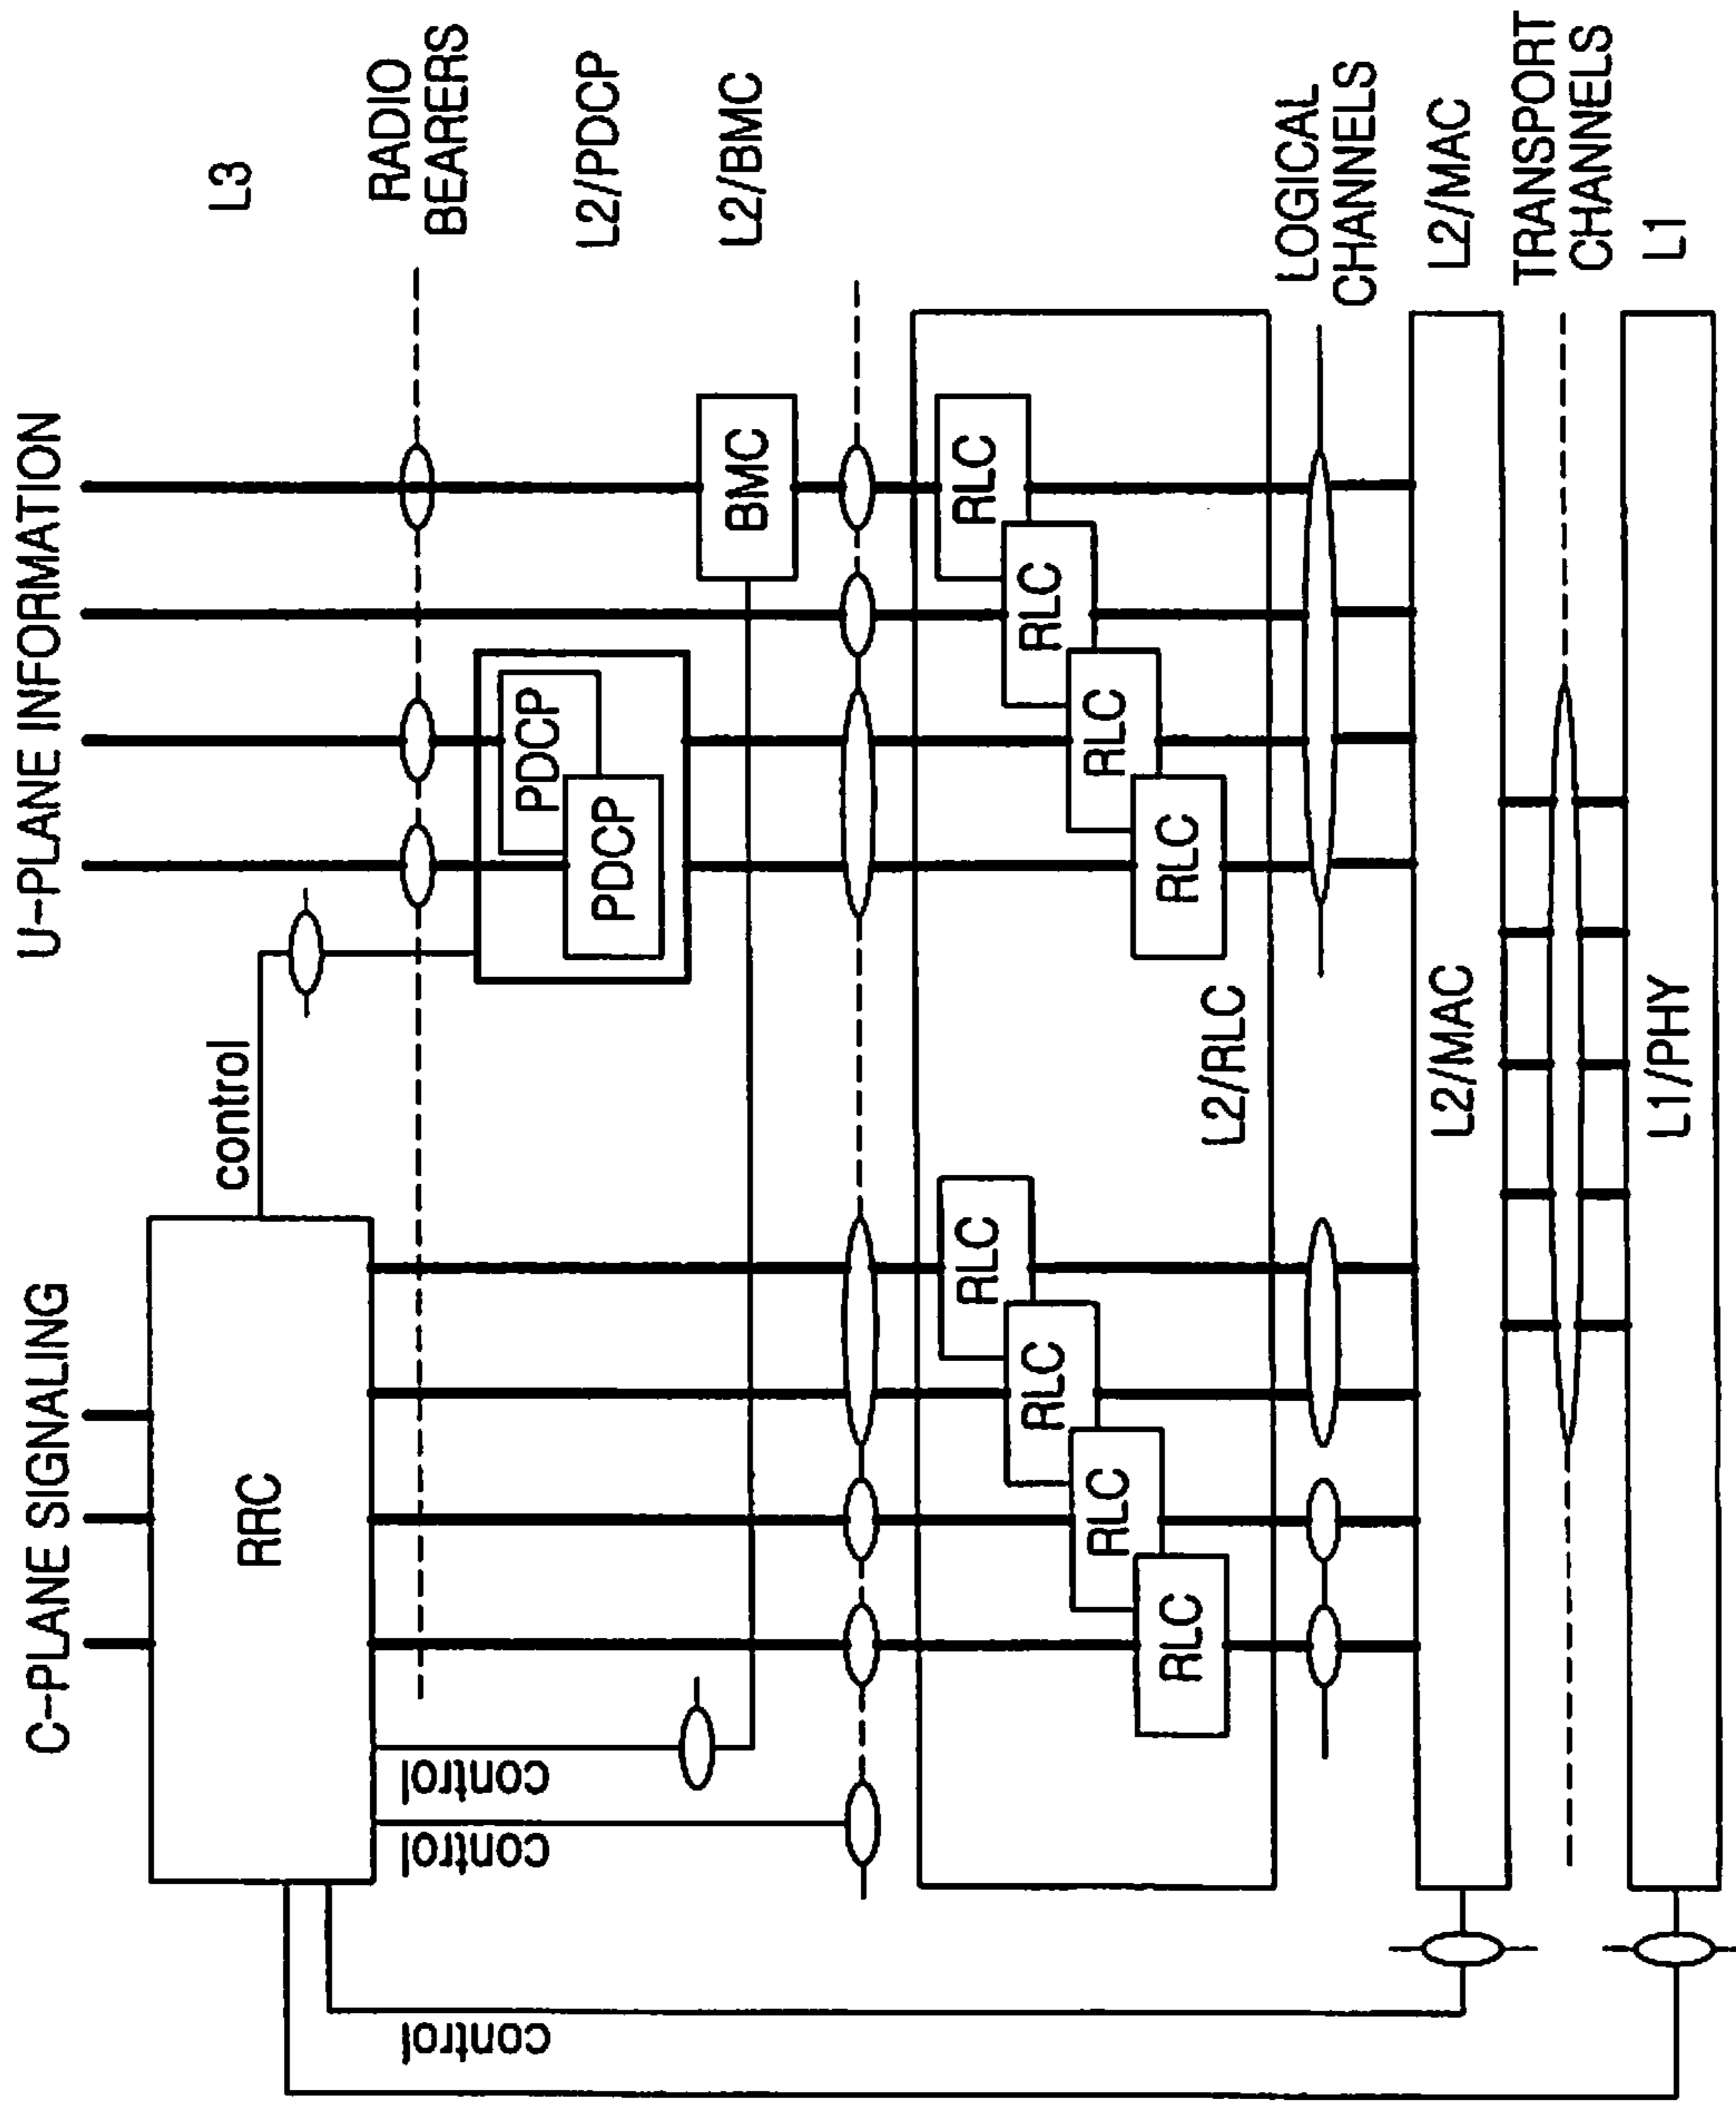 C-PLANE SIGNALING
U-PLANE INFORMATION
L3
control
RRC
RADIO
BEARERS
control
control
control
PDCP
PDCP
L2/PDCP
BMC
L2/BMC
RLC
RLC
RLC
RLC
RLC
RLC
RLC
RLC
L2/RLC
LOGICAL
CHANNELS
L2/MAC
L2/MAC
TRANSPORT
CHANNELS
L1/PHY
L1